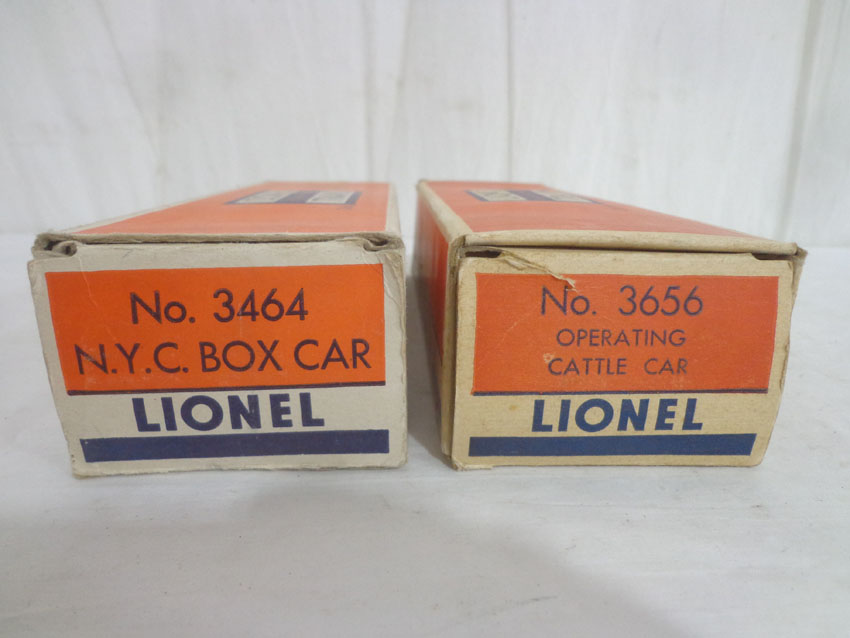 No. 3464
N.Y.C. BOX CAR
LIONEL
No. 3656
OPERATING
CATTLE CAR
LIONEL